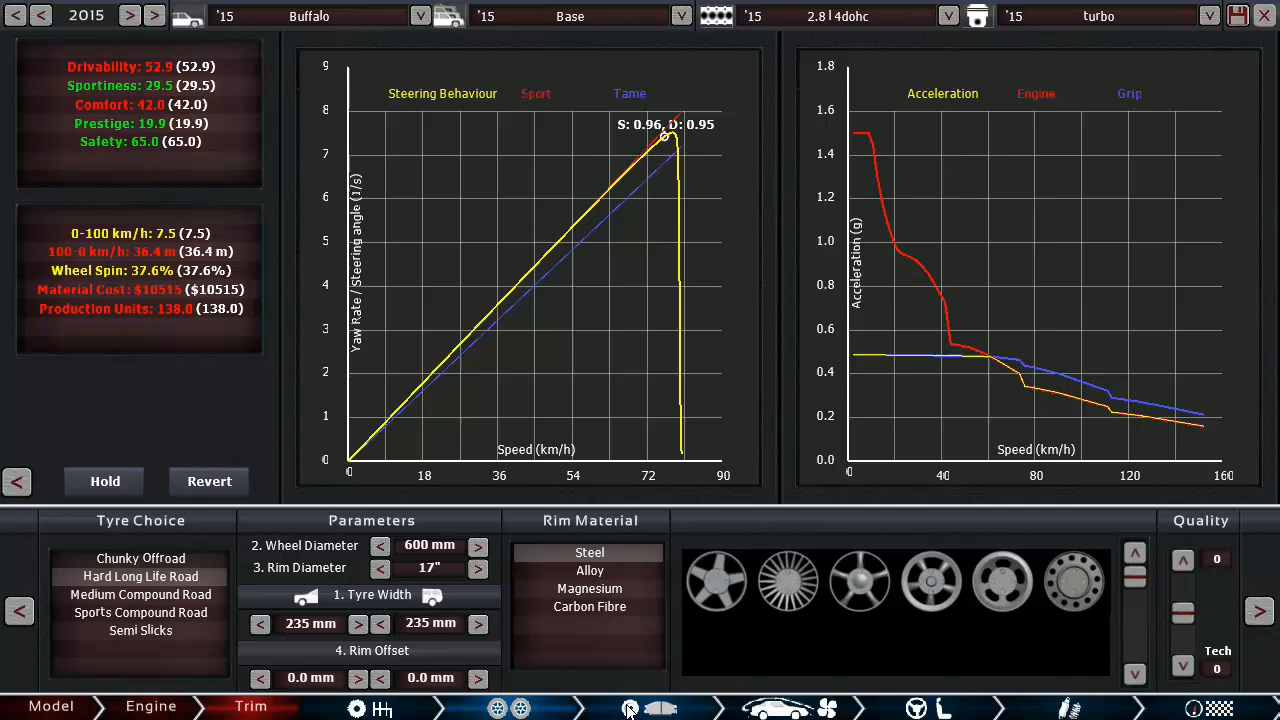 2015
'15 Buffalo
'15 Base
'15 2.8 l 4dohc
'15 turbo
Drivability: 52.9 (52.9)
Sportiness: 29.5 (29.5)
Comfort: 42.0 (42.0)
Prestige: 19.9 (19.9)
Safety: 65.0 (65.0)
0-100 km/h: 7.5 (7.5)
100-0 km/h: 36.4 m (36.4 m)
Wheel Spin: 37.6% (37.6%)
Material Cost: $10515 ($10515)
Production Units: 138.0 (138.0)
Hold
Revert
Steering Behaviour Sport Tame
S: 0.96, D: 0.95
9
8
7
6
5
4
3
2
1
0
Yaw Rate / Steering angle (1/s)
Speed (km/h)
0 18 36 54 72 90
Acceleration Engine Grip
1.8
1.6
1.4
1.2
1.0
0.8
0.6
0.4
0.2
0.0
Acceleration (g)
Speed (km/h)
0 40 80 120 160
Tyre Choice
Chunky Offroad
Hard Long Life Road
Medium Compound Road
Sports Compound Road
Semi Slicks
Parameters
2. Wheel Diameter 600 mm
3. Rim Diameter 17"
1. Tyre Width
235 mm 235 mm
4. Rim Offset
0.0 mm 0.0 mm
Rim Material
Steel
Alloy
Magnesium
Carbon Fibre
Quality
0
Tech
0
Model Engine Trim